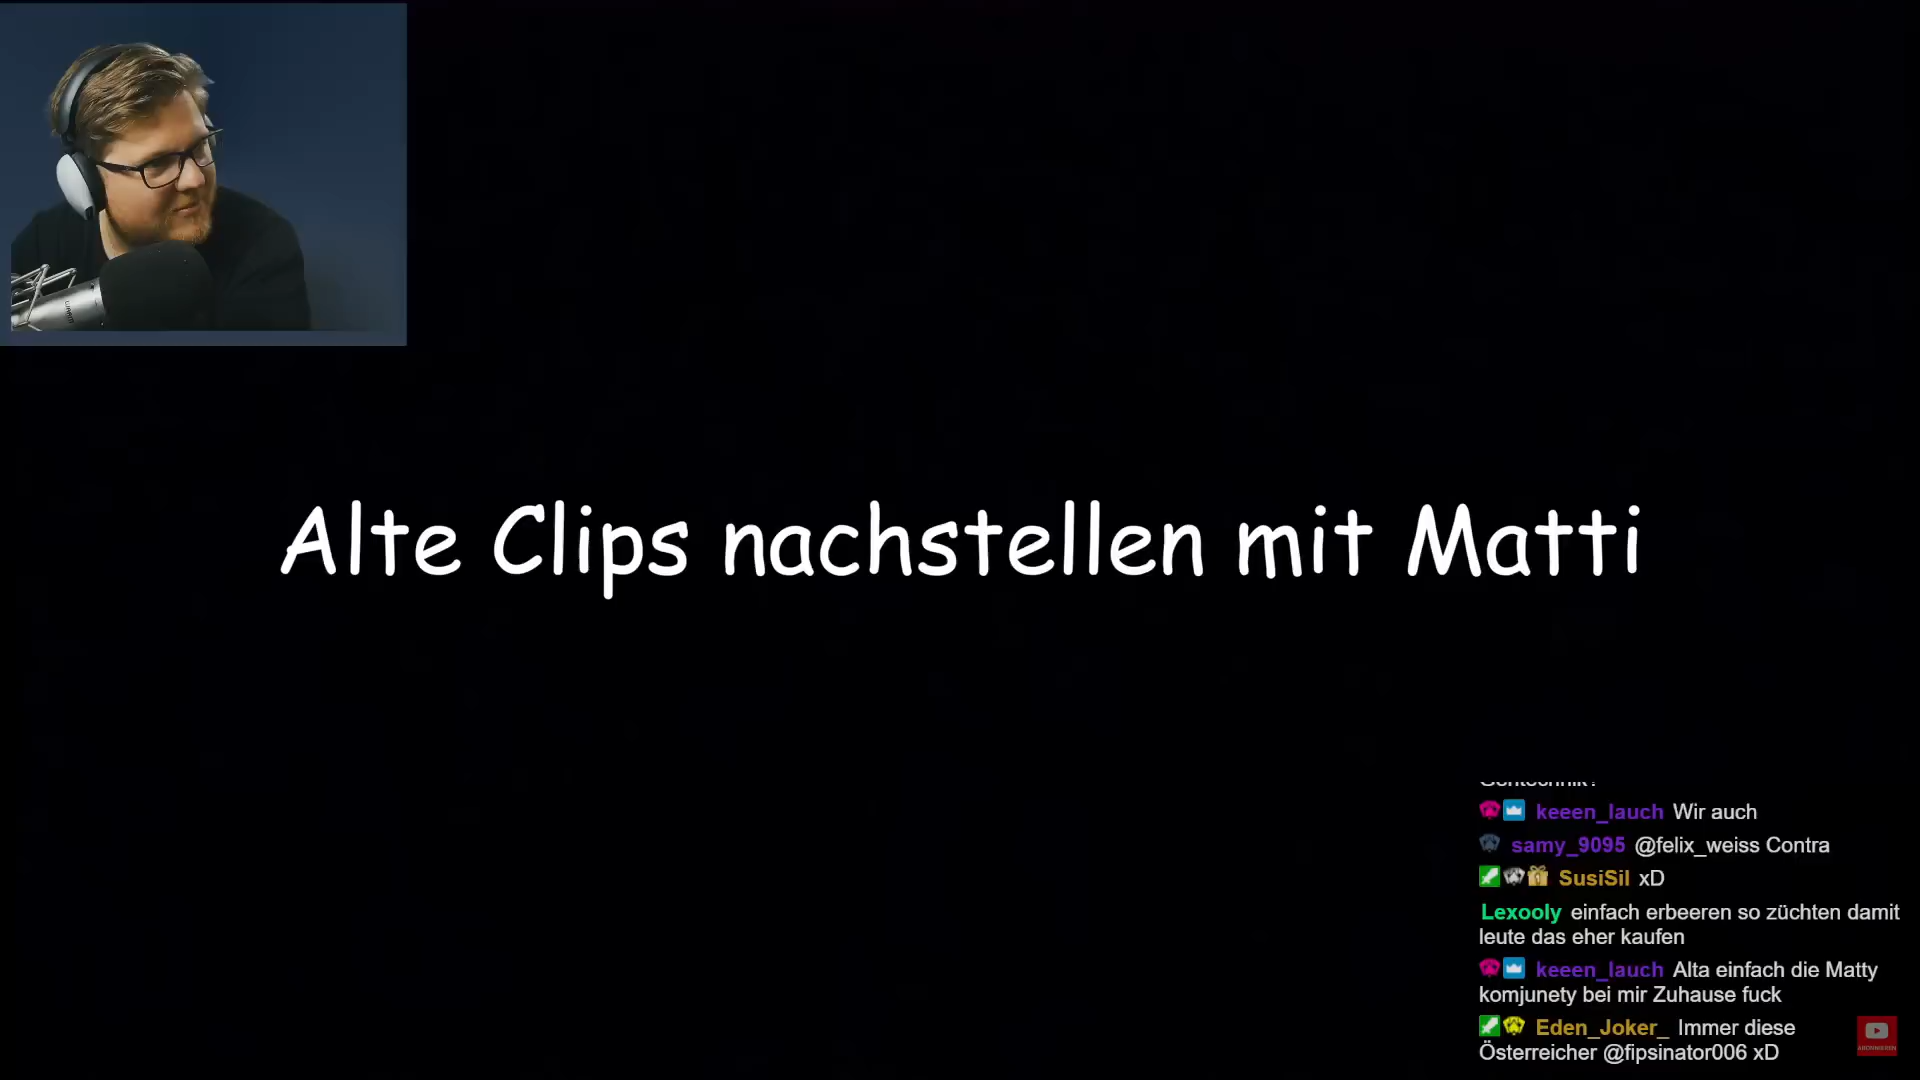 Alte Clips nachstellen mit Matti
keeen_lauch Wir auch
samy_9095 @felix_weiss Contra
SusiSil xD
Lexooly einfach erbeeren so züchten damit
leute das eher kaufen
keeen_lauch Alta einfach die Matty
komjunety bei mir Zuhause fuck
Eden_Joker_ Immer diese
Österreicher @fipsinator006 xD